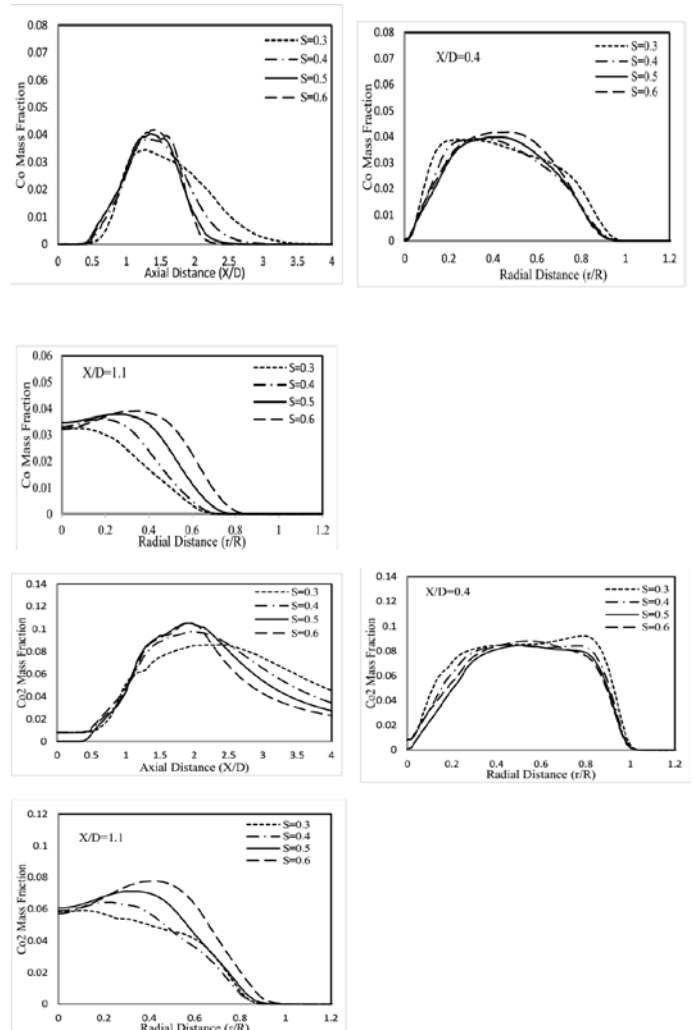 0.08
0.07
0.06
0.05
0.04
0.03
0.02
0.01
0
Co Mass Fraction
S=0.3
S=0.4
S=0.5
S=0.6
0 0.5 1 1.5 2 2.5 3 3.5 4
Axial Distance (X/D)
0.08
0.07
0.06
0.05
0.04
0.03
0.02
0.01
0
Co Mass Fraction
X/D=0.4
S=0.3
S=0.4
S=0.5
S=0.6
0 0.2 0.4 0.6 0.8 1 1.2
Radial Distance (r/R)
0.06
0.05
0.04
0.03
0.02
0.01
0
Co Mass Fraction
X/D=1.1
S=0.3
S=0.4
S=0.5
S=0.6
0 0.2 0.4 0.6 0.8 1 1.2
Radial Distance (r/R)
0.14
0.12
0.1
0.08
0.06
0.04
0.02
0
Co2 Mass Fraction
S=0.3
S=0.4
S=0.5
S=0.6
0 0.5 1 1.5 2 2.5 3 3.5 4
Axial Distance (X/D)
0.14
0.12
0.1
0.08
0.06
0.04
0.02
0
Co2 Mass Fraction
X/D=0.4
S=0.3
S=0.4
S=0.5
S=0.6
0 0.2 0.4 0.6 0.8 1 1.2
Radial Distance (r/R)
0.12
0.1
0.08
0.06
0.04
0.02
0
Co2 Mass Fraction
X/D=1.1
S=0.3
S=0.4
S=0.5
S=0.6
0 0.2 0.4 0.6 0.8 1 1.2
Radial Distance (r/R)